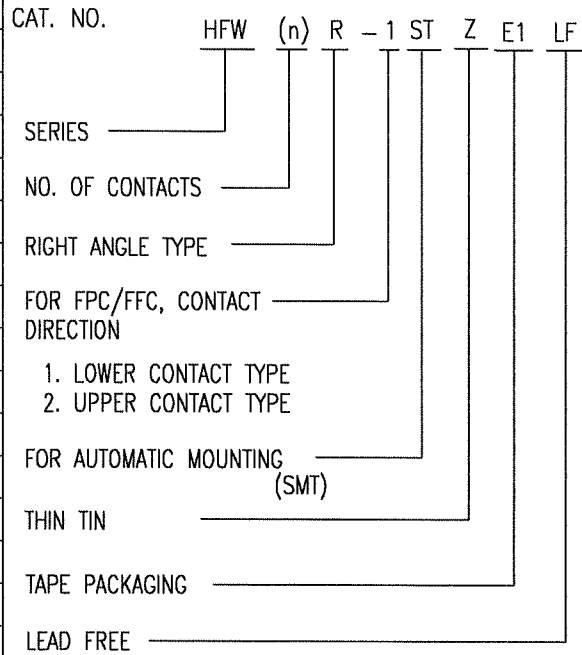 CAT. NO.
HFW (n) R - 1 ST Z E1 LF
SERIES
NO. OF CONTACTS
RIGHT ANGLE TYPE
FOR FPC/FFC, CONTACT
DIRECTION
1. LOWER CONTACT TYPE
2. UPPER CONTACT TYPE
FOR AUTOMATIC MOUNTING
(SMT)
THIN TIN
TAPE PACKAGING
LEAD FREE